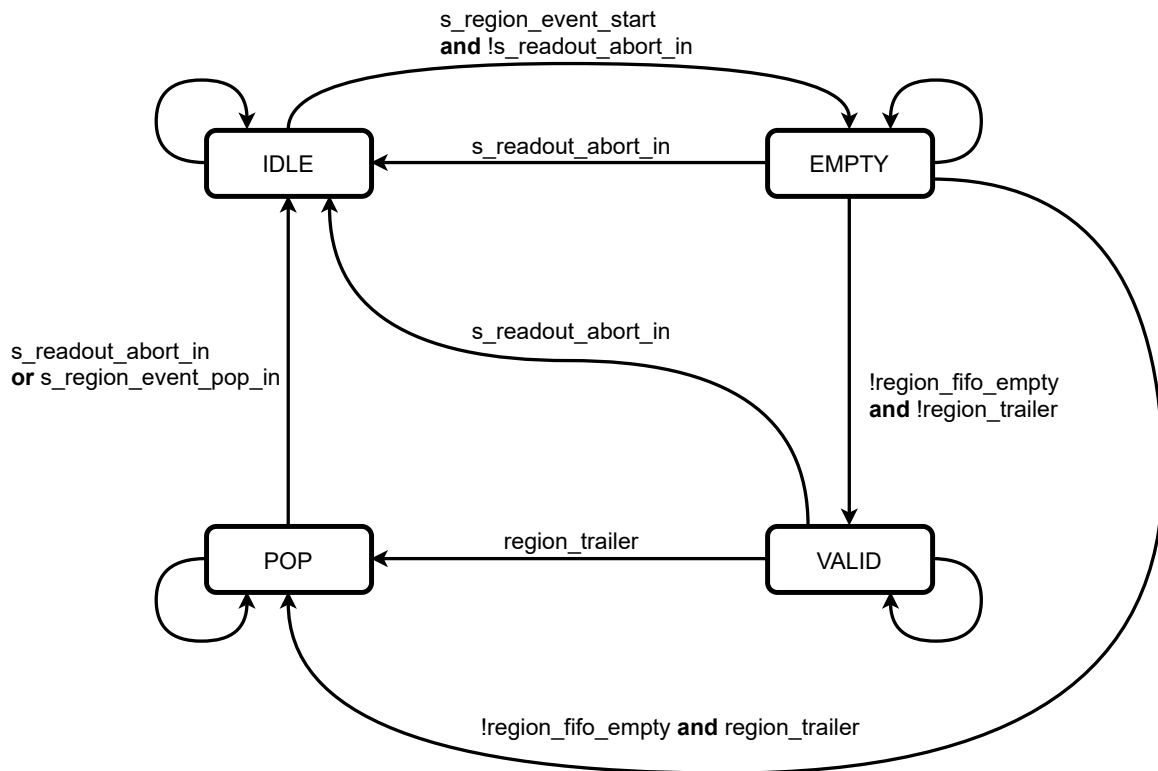 s_region_event_start
and !s_readout_abort_in
IDLE
s_readout_abort_in
EMPTY
s_readout_abort_in
s_readout_abort_in
or s_region_event_pop_in
!region_fifo_empty
and !region_trailer
POP
region_trailer
VALID
!region_fifo_empty and region_trailer